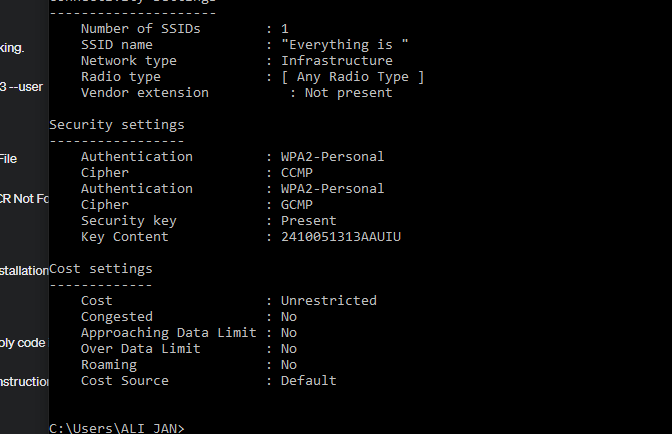 Number of SSIDs : 1
king.
SSID name : "Everything is "
Network type : Infrastructure
Radio type : [ Any Radio Type ]
3 --user
Vendor extension : Not present
Security settings
-----------------
File
Authentication : WPA2-Personal
Cipher : CCMP
Authentication : WPA2-Personal
CR Not Fo
Cipher : GCMP
Security key : Present
Key Content : 2410051313AAUIU
stallation
Cost settings
-------------
Cost : Unrestricted
Congested : No
Approaching Data Limit : No
ply code
Over Data Limit : No
Roaming : No
nstruction
Cost Source : Default
C:\Users\ALI JAN>